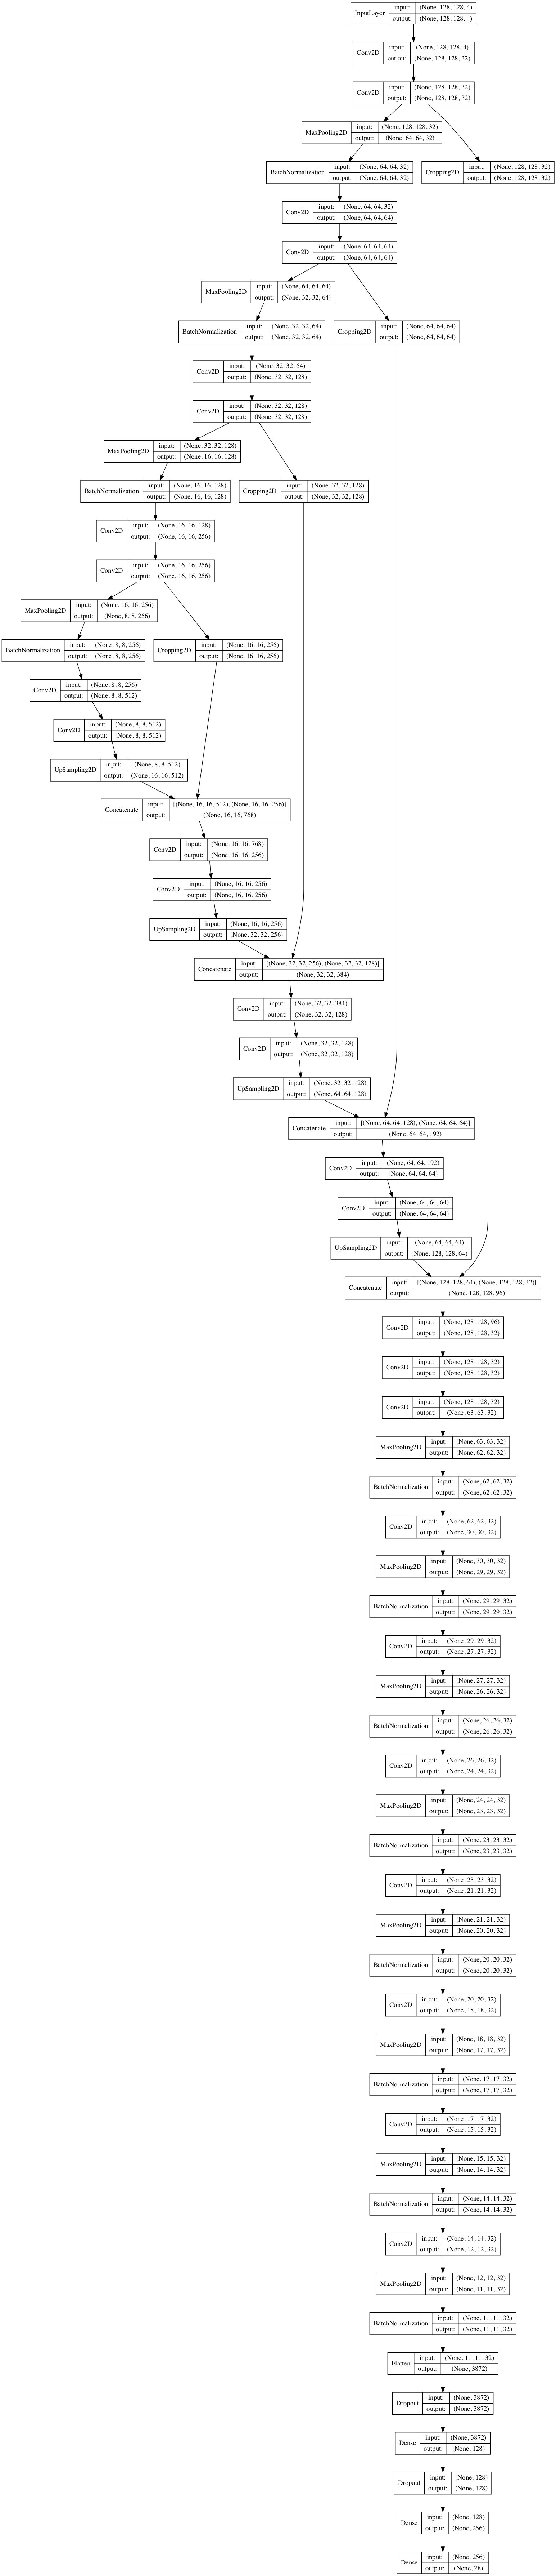 InputLayer input: (None, 128, 128, 4)
output: (None, 128, 128, 4)
Conv2D input: (None, 128, 128, 4)
output: (None, 128, 128, 32)
Conv2D input: (None, 128, 128, 32)
output: (None, 128, 128, 32)
MaxPooling2D input: (None, 128, 128, 32)
output: (None, 64, 64, 32)
BatchNormalization input: (None, 64, 64, 32)
output: (None, 64, 64, 32)
Cropping2D input: (None, 128, 128, 32)
output: (None, 128, 128, 32)
Conv2D input: (None, 64, 64, 32)
output: (None, 64, 64, 64)
Conv2D input: (None, 64, 64, 64)
output: (None, 64, 64, 64)
MaxPooling2D input: (None, 64, 64, 64)
output: (None, 32, 32, 64)
BatchNormalization input: (None, 32, 32, 64)
output: (None, 32, 32, 64)
Cropping2D input: (None, 64, 64, 64)
output: (None, 64, 64, 64)
Conv2D input: (None, 32, 32, 64)
output: (None, 32, 32, 128)
Conv2D input: (None, 32, 32, 128)
output: (None, 32, 32, 128)
MaxPooling2D input: (None, 32, 32, 128)
output: (None, 16, 16, 128)
BatchNormalization input: (None, 16, 16, 128)
output: (None, 16, 16, 128)
Cropping2D input: (None, 32, 32, 128)
output: (None, 32, 32, 128)
Conv2D input: (None, 16, 16, 128)
output: (None, 16, 16, 256)
Conv2D input: (None, 16, 16, 256)
output: (None, 16, 16, 256)
MaxPooling2D input: (None, 16, 16, 256)
output: (None, 8, 8, 256)
BatchNormalization input: (None, 8, 8, 256)
output: (None, 8, 8, 256)
Cropping2D input: (None, 16, 16, 256)
output: (None, 16, 16, 256)
Conv2D input: (None, 8, 8, 256)
output: (None, 8, 8, 512)
Conv2D input: (None, 8, 8, 512)
output: (None, 8, 8, 512)
UpSampling2D input: (None, 8, 8, 512)
output: (None, 16, 16, 512)
Concatenate input: [(None, 16, 16, 512), (None, 16, 16, 256)]
output: (None, 16, 16, 768)
Conv2D input: (None, 16, 16, 768)
output: (None, 16, 16, 256)
Conv2D input: (None, 16, 16, 256)
output: (None, 16, 16, 256)
UpSampling2D input: (None, 16, 16, 256)
output: (None, 32, 32, 256)
Concatenate input: [(None, 32, 32, 256), (None, 32, 32, 128)]
output: (None, 32, 32, 384)
Conv2D input: (None, 32, 32, 384)
output: (None, 32, 32, 128)
Conv2D input: (None, 32, 32, 128)
output: (None, 32, 32, 128)
UpSampling2D input: (None, 32, 32, 128)
output: (None, 64, 64, 128)
Concatenate input: [(None, 64, 64, 128), (None, 64, 64, 64)]
output: (None, 64, 64, 192)
Conv2D input: (None, 64, 64, 192)
output: (None, 64, 64, 64)
Conv2D input: (None, 64, 64, 64)
output: (None, 64, 64, 64)
UpSampling2D input: (None, 64, 64, 64)
output: (None, 128, 128, 64)
Concatenate input: [(None, 128, 128, 64), (None, 128, 128, 32)]
output: (None, 128, 128, 96)
Conv2D input: (None, 128, 128, 96)
output: (None, 128, 128, 32)
Conv2D input: (None, 128, 128, 32)
output: (None, 128, 128, 32)
Conv2D input: (None, 128, 128, 32)
output: (None, 63, 63, 32)
MaxPooling2D input: (None, 63, 63, 32)
output: (None, 62, 62, 32)
BatchNormalization input: (None, 62, 62, 32)
output: (None, 62, 62, 32)
Conv2D input: (None, 62, 62, 32)
output: (None, 30, 30, 32)
MaxPooling2D input: (None, 30, 30, 32)
output: (None, 29, 29, 32)
BatchNormalization input: (None, 29, 29, 32)
output: (None, 29, 29, 32)
Conv2D input: (None, 29, 29, 32)
output: (None, 27, 27, 32)
MaxPooling2D input: (None, 27, 27, 32)
output: (None, 26, 26, 32)
BatchNormalization input: (None, 26, 26, 32)
output: (None, 26, 26, 32)
Conv2D input: (None, 26, 26, 32)
output: (None, 24, 24, 32)
MaxPooling2D input: (None, 24, 24, 32)
output: (None, 23, 23, 32)
BatchNormalization input: (None, 23, 23, 32)
output: (None, 23, 23, 32)
Conv2D input: (None, 23, 23, 32)
output: (None, 21, 21, 32)
MaxPooling2D input: (None, 21, 21, 32)
output: (None, 20, 20, 32)
BatchNormalization input: (None, 20, 20, 32)
output: (None, 20, 20, 32)
Conv2D input: (None, 20, 20, 32)
output: (None, 18, 18, 32)
MaxPooling2D input: (None, 18, 18, 32)
output: (None, 17, 17, 32)
BatchNormalization input: (None, 17, 17, 32)
output: (None, 17, 17, 32)
Conv2D input: (None, 17, 17, 32)
output: (None, 15, 15, 32)
MaxPooling2D input: (None, 15, 15, 32)
output: (None, 14, 14, 32)
BatchNormalization input: (None, 14, 14, 32)
output: (None, 14, 14, 32)
Conv2D input: (None, 14, 14, 32)
output: (None, 12, 12, 32)
MaxPooling2D input: (None, 12, 12, 32)
output: (None, 11, 11, 32)
BatchNormalization input: (None, 11, 11, 32)
output: (None, 11, 11, 32)
Flatten input: (None, 11, 11, 32)
output: (None, 3872)
Dropout input: (None, 3872)
output: (None, 3872)
Dense input: (None, 3872)
output: (None, 128)
Dropout input: (None, 128)
output: (None, 128)
Dense input: (None, 128)
output: (None, 256)
Dense input: (None, 256)
output: (None, 28)